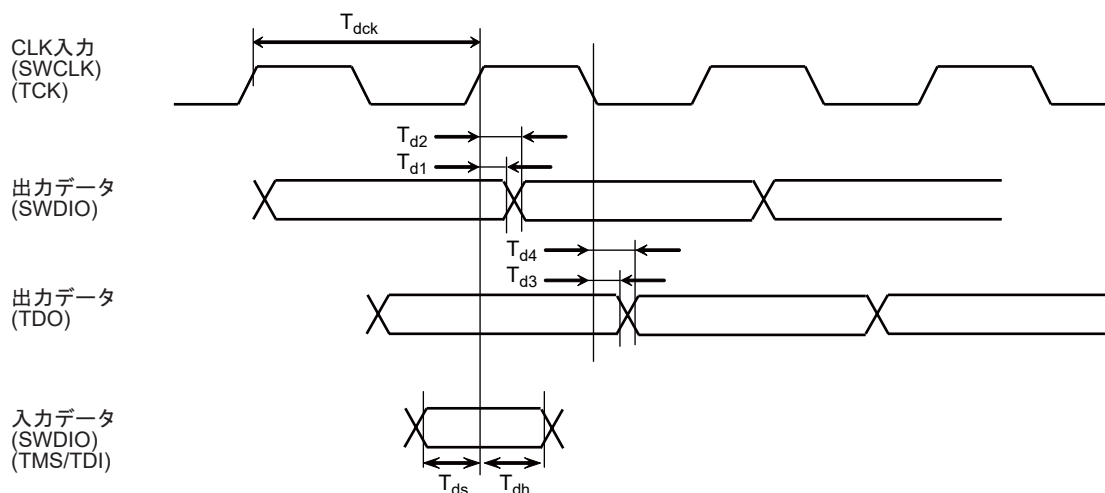 T_dck
CLK入力
(SWCLK)
(TCK)
T_d2
T_d1
出力データ
(SWDIO)
T_d4
T_d3
出力データ
(TDO)
入力データ
(SWDIO)
(TMS/TDI)
T_ds
T_dh